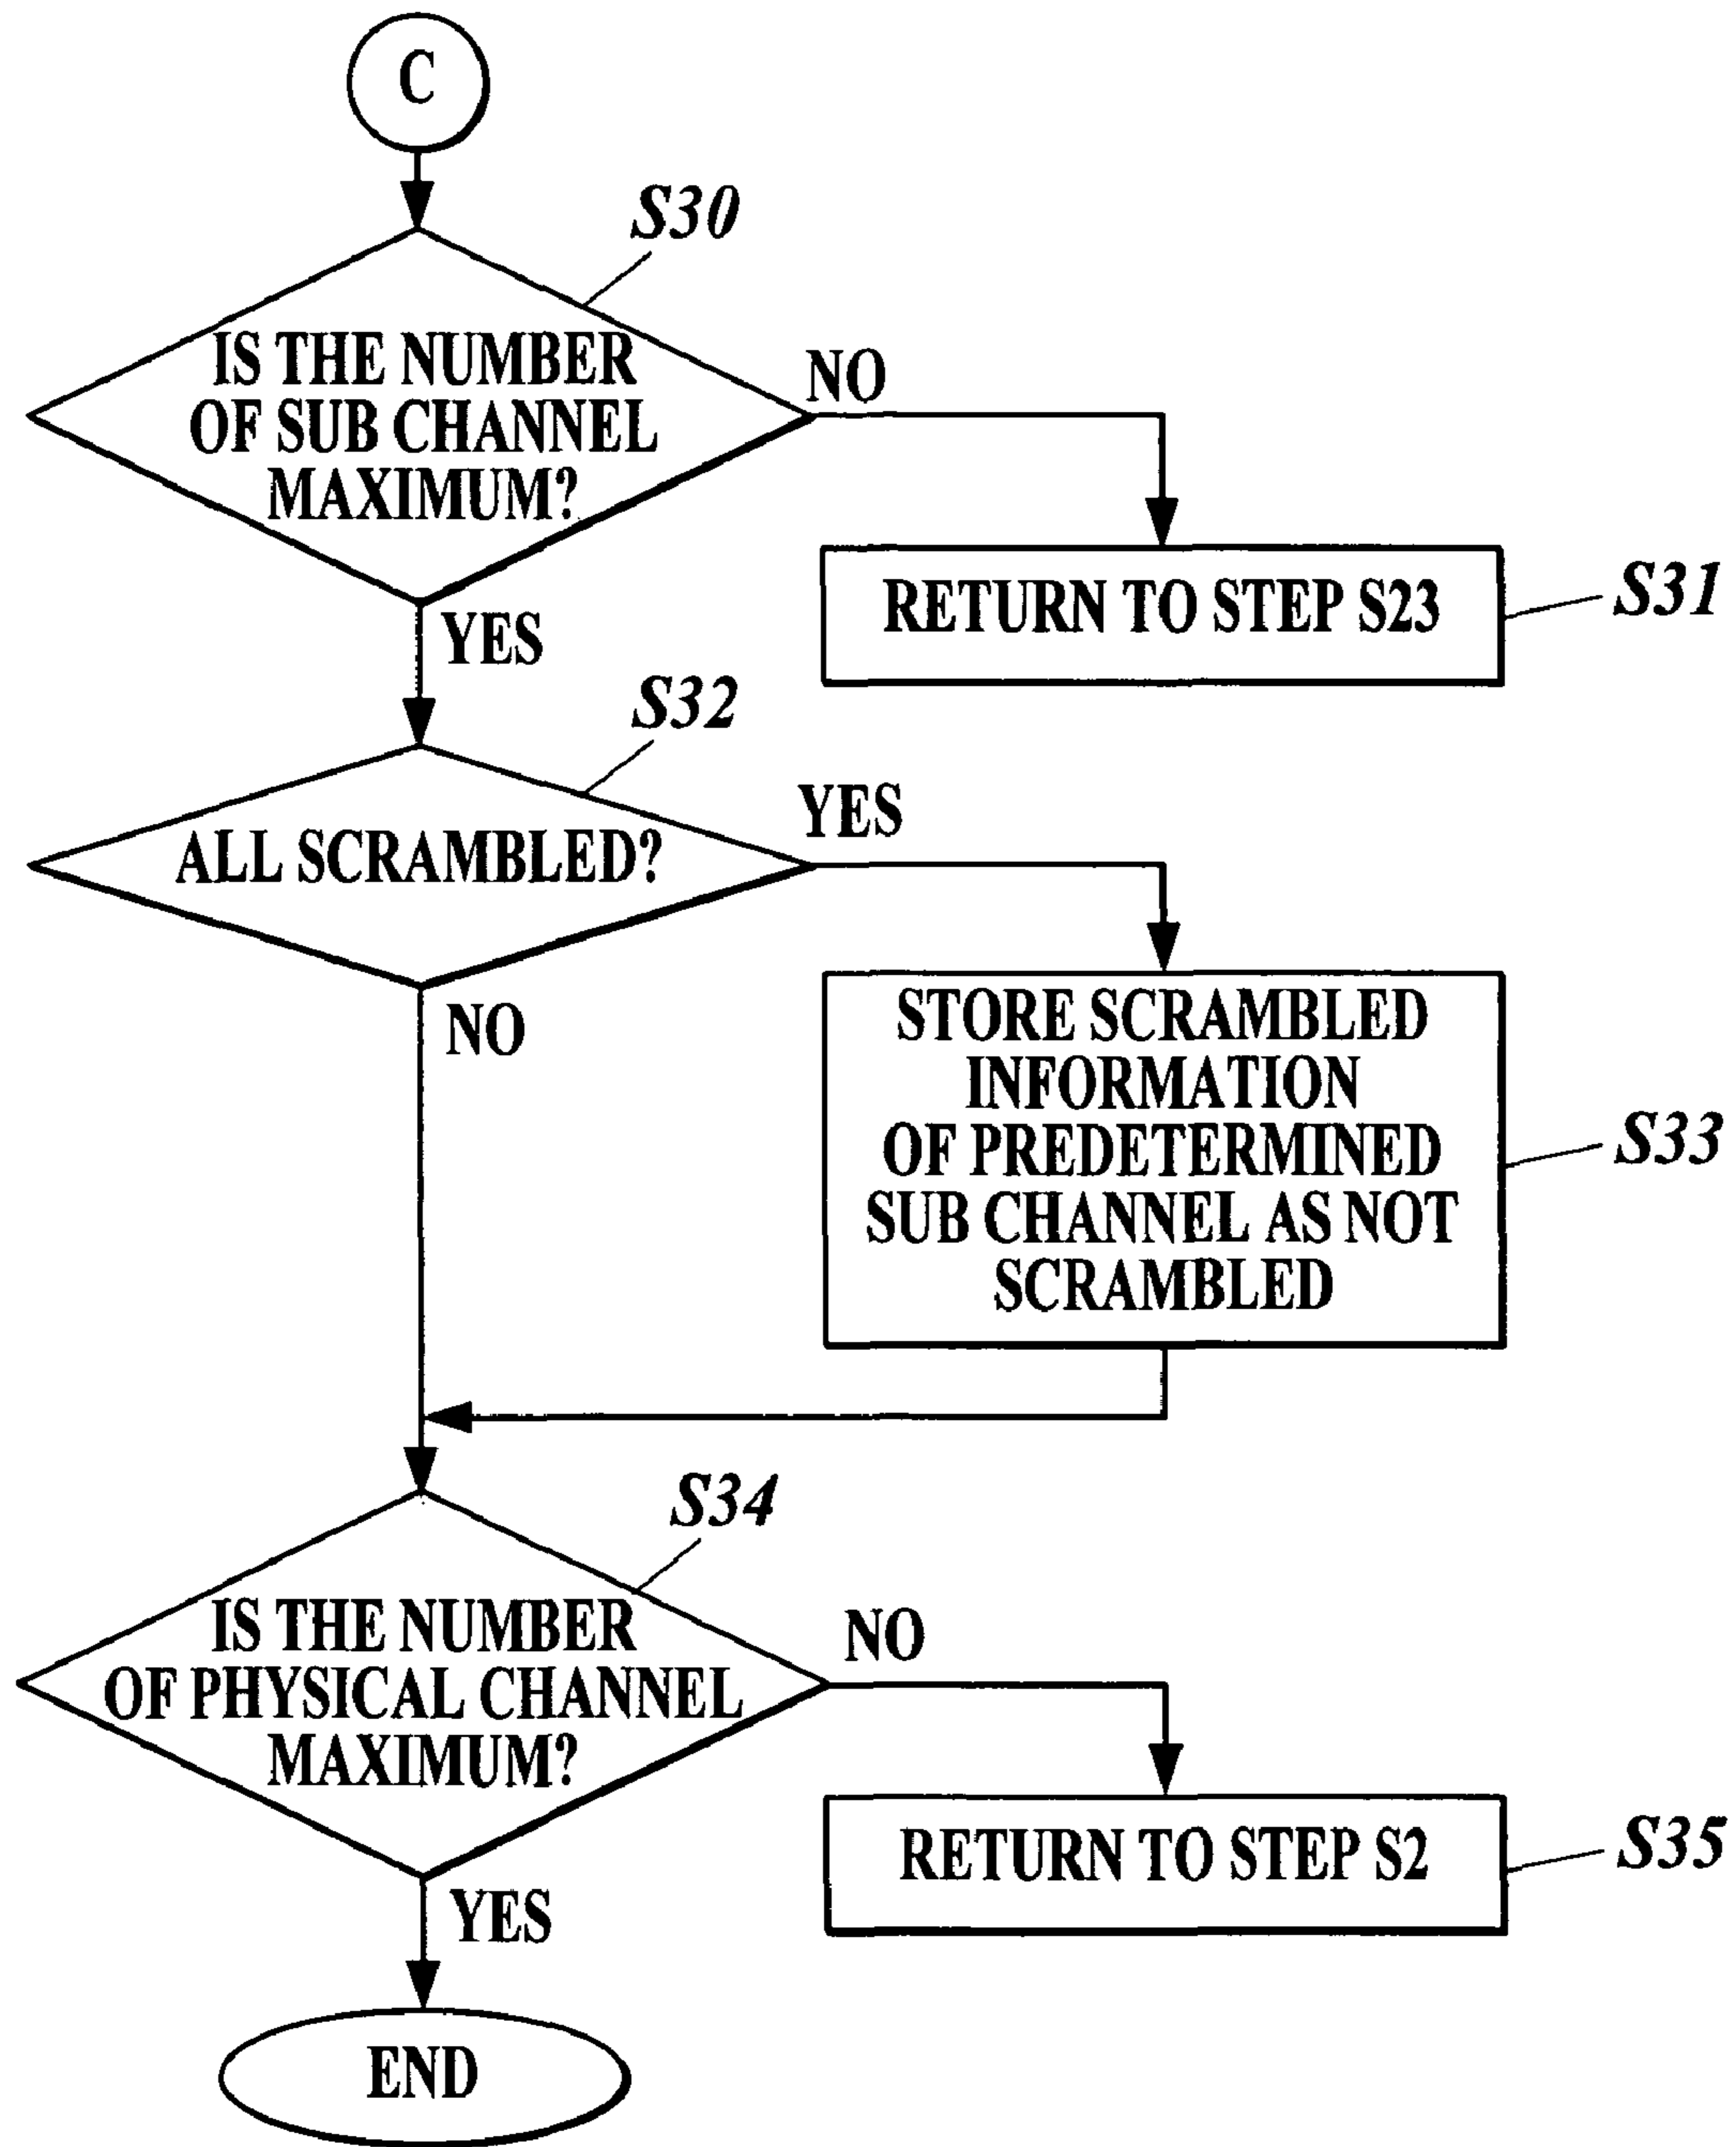 C
S30
IS THE NUMBER
OF SUB CHANNEL
MAXIMUM?
NO
RETURN TO STEP S23
S31
YES
S32
ALL SCRAMBLED?
YES
STORE SCRAMBLED
INFORMATION
OF PREDETERMINED
SUB CHANNEL AS NOT
SCRAMBLED
S33
NO
S34
IS THE NUMBER
OF PHYSICAL CHANNEL
MAXIMUM?
NO
RETURN TO STEP S2
S35
YES
END